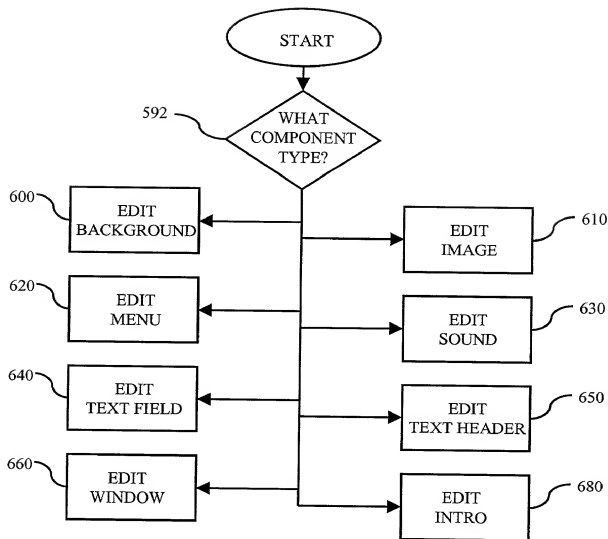 START
592
WHAT
COMPONENT
TYPE?
600
EDIT
BACKGROUND
610
EDIT
IMAGE
620
EDIT
MENU
630
EDIT
SOUND
640
EDIT
TEXT FIELD
650
EDIT
TEXT HEADER
660
EDIT
WINDOW
680
EDIT
INTRO